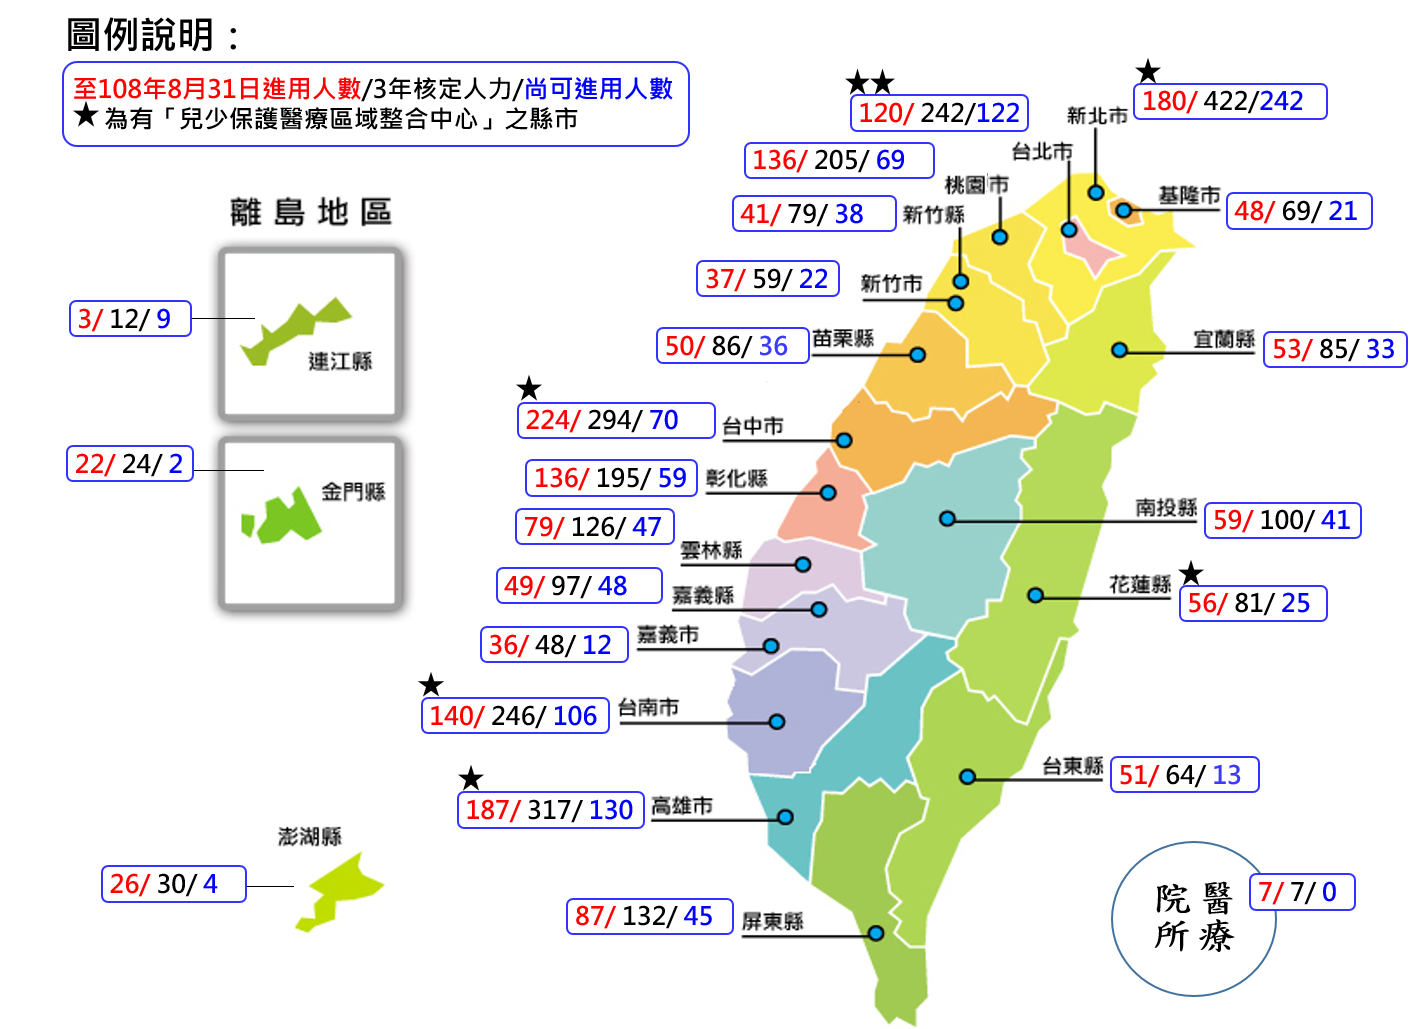 圖例說明：
至108年8月31日進用人數/3年核定人力/尚可進用人數
★ 為有「兒少保護醫療區域整合中心」之縣市
★
180/ 422/242
新北市
★★
120/ 242/122
台北市
136/ 205/ 69
桃園市
基隆市
48/ 69/ 21
41/ 79/ 38
新竹縣
37/ 59/ 22
新竹市
50/ 86/ 36
苗栗縣
宜蘭縣
53/ 85/ 33
★
224/ 294/ 70
台中市
136/ 195/ 59
彰化縣
南投縣
59/ 100/ 41
79/ 126/ 47
雲林縣
49/ 97/ 48
嘉義縣
花蓮縣
★
56/ 81/ 25
36/ 48/ 12
嘉義市
★
140/ 246/ 106
台南市
台東縣
51/ 64/ 13
★
187/ 317/ 130
高雄市
87/ 132/ 45
屏東縣
離島地區
3/ 12/ 9
連江縣
22/ 24/ 2
金門縣
澎湖縣
26/ 30/ 4
醫療
院所
7/ 7/ 0